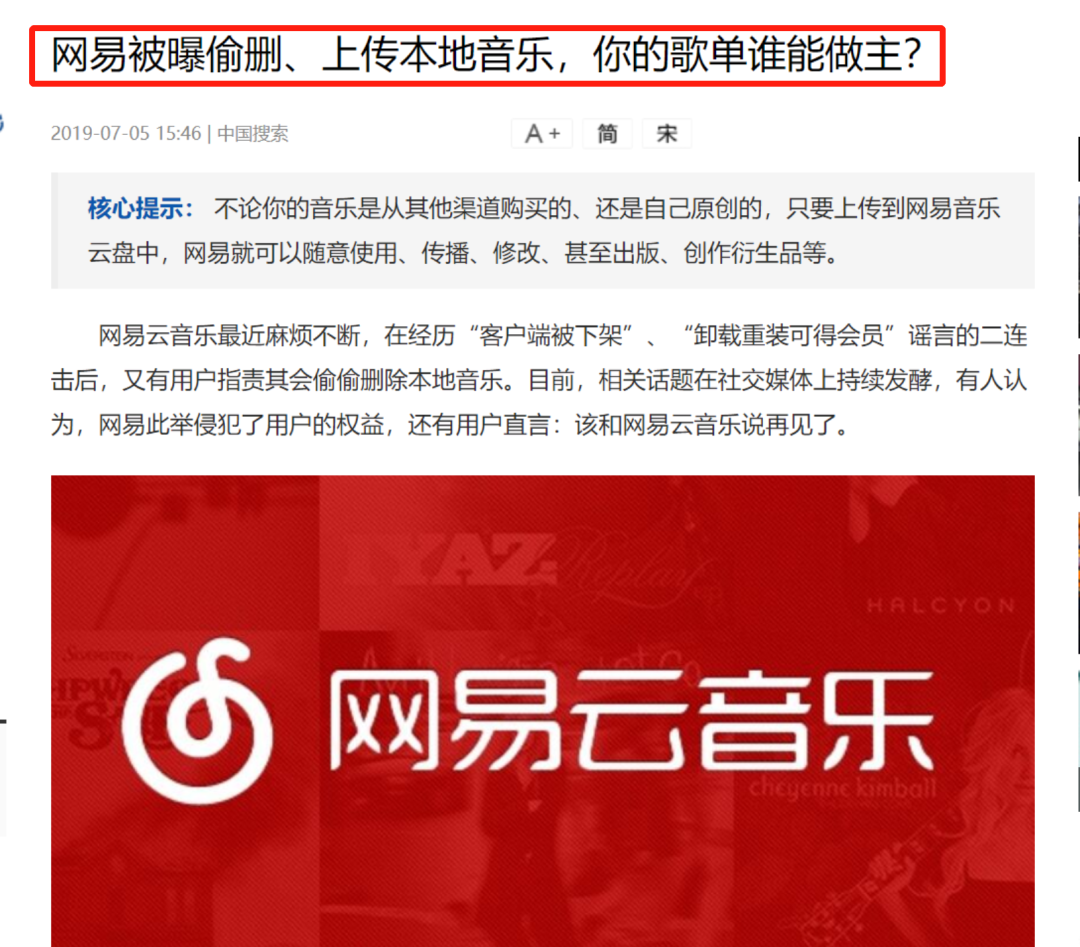 网易被曝偷删、上传本地音乐，你的歌单谁能做主？
2019-07-05 15:46 | 中国搜索
A+ 简 宋
核心提示： 不论你的音乐是从其他渠道购买的、还是自己原创的，只要上传到网易音乐
云盘中，网易就可以随意使用、传播、修改、甚至出版、创作衍生品等。
网易云音乐最近麻烦不断，在经历“客户端被下架”、“卸载重装可得会员”谣言的二连
击后，又有用户指责其会偷偷删除本地音乐。目前，相关话题在社交媒体上持续发酵，有人认
为，网易此举侵犯了用户的权益，还有用户直言：该和网易云音乐说再见了。
IYAZ Replay
HALCYON
网易云音乐
cheyenne kimball